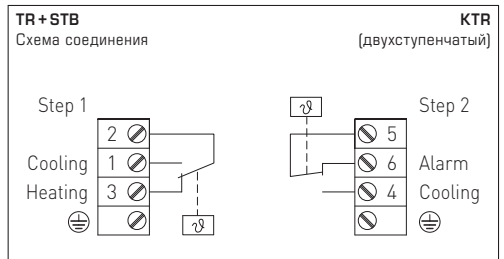 TR+STB KTR
Схема соединения (двухступенчатый)
Step 1 ϑ Step 2
2 5
Cooling 1 6 Alarm
Heating 3 4 Cooling
ϑ